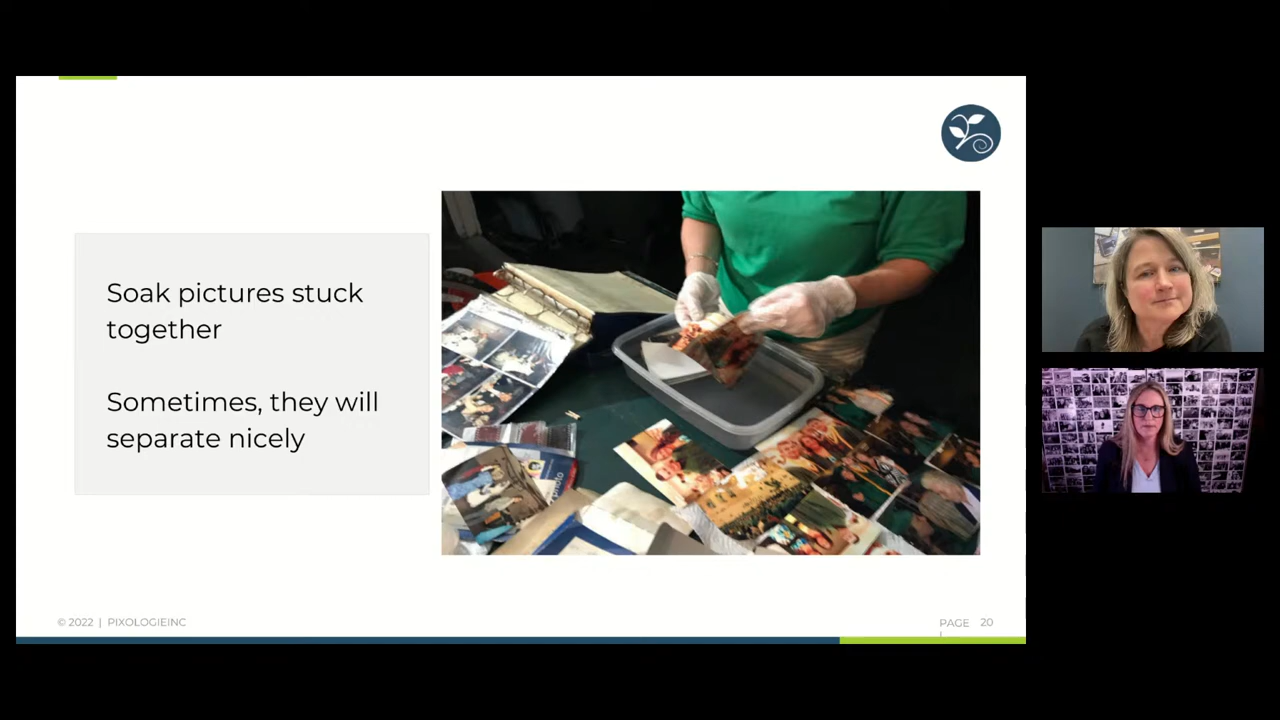 Soak pictures stuck
together
Sometimes, they will
separate nicely
© 2022 | PIXOLOGIEINC
PAGE 20
|